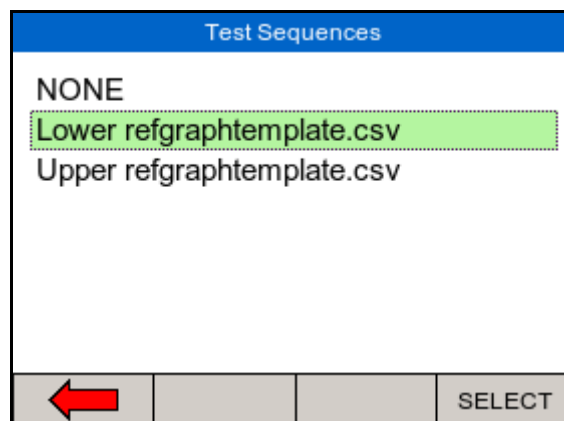 Test Sequences
NONE
Lower refgraphtemplate.csv
Upper refgraphtemplate.csv
SELECT